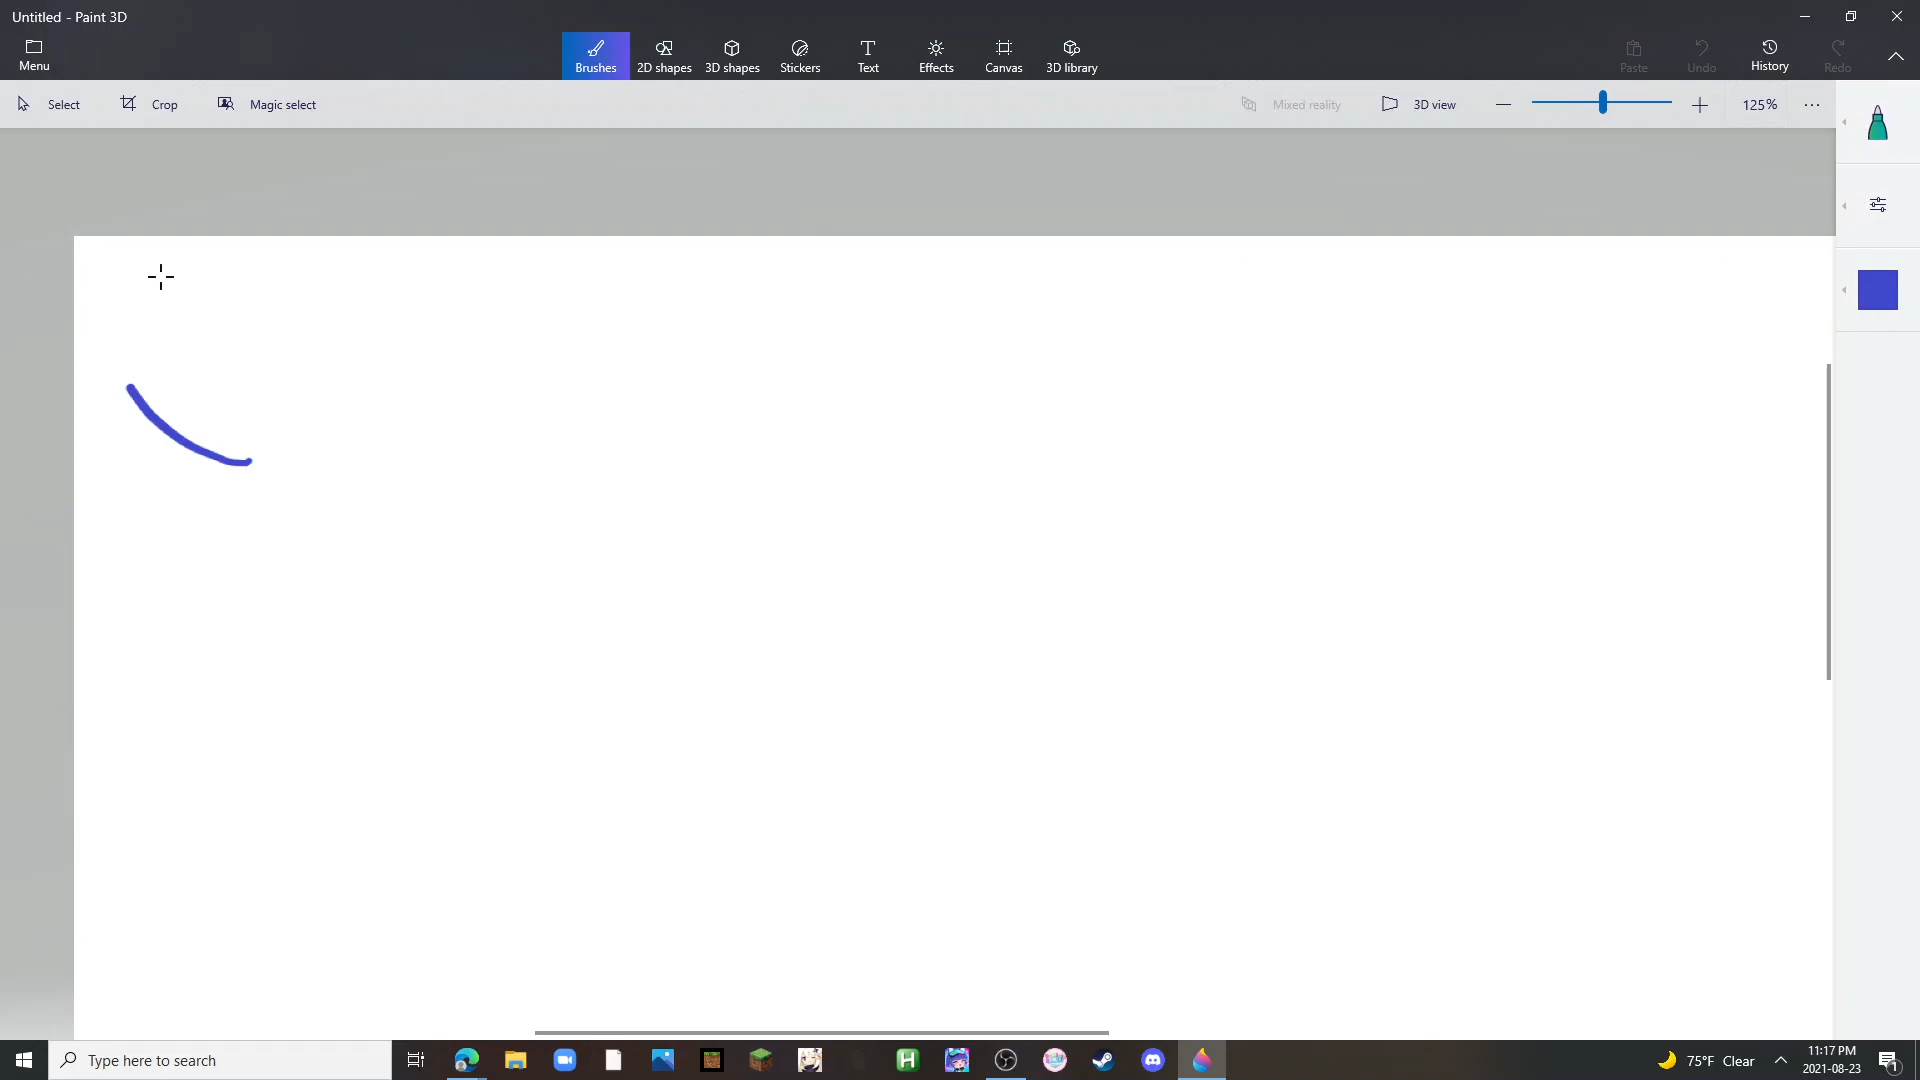 Untitled - Paint 3D
Menu
Brushes
2D shapes
3D shapes
Stickers
Text
Effects
Canvas
3D library
Paste
Undo
History
Redo
Select
Crop
Magic select
Mixed reality
3D view
125%
Type here to search
75°F Clear
11:17 PM
2021-08-23
1